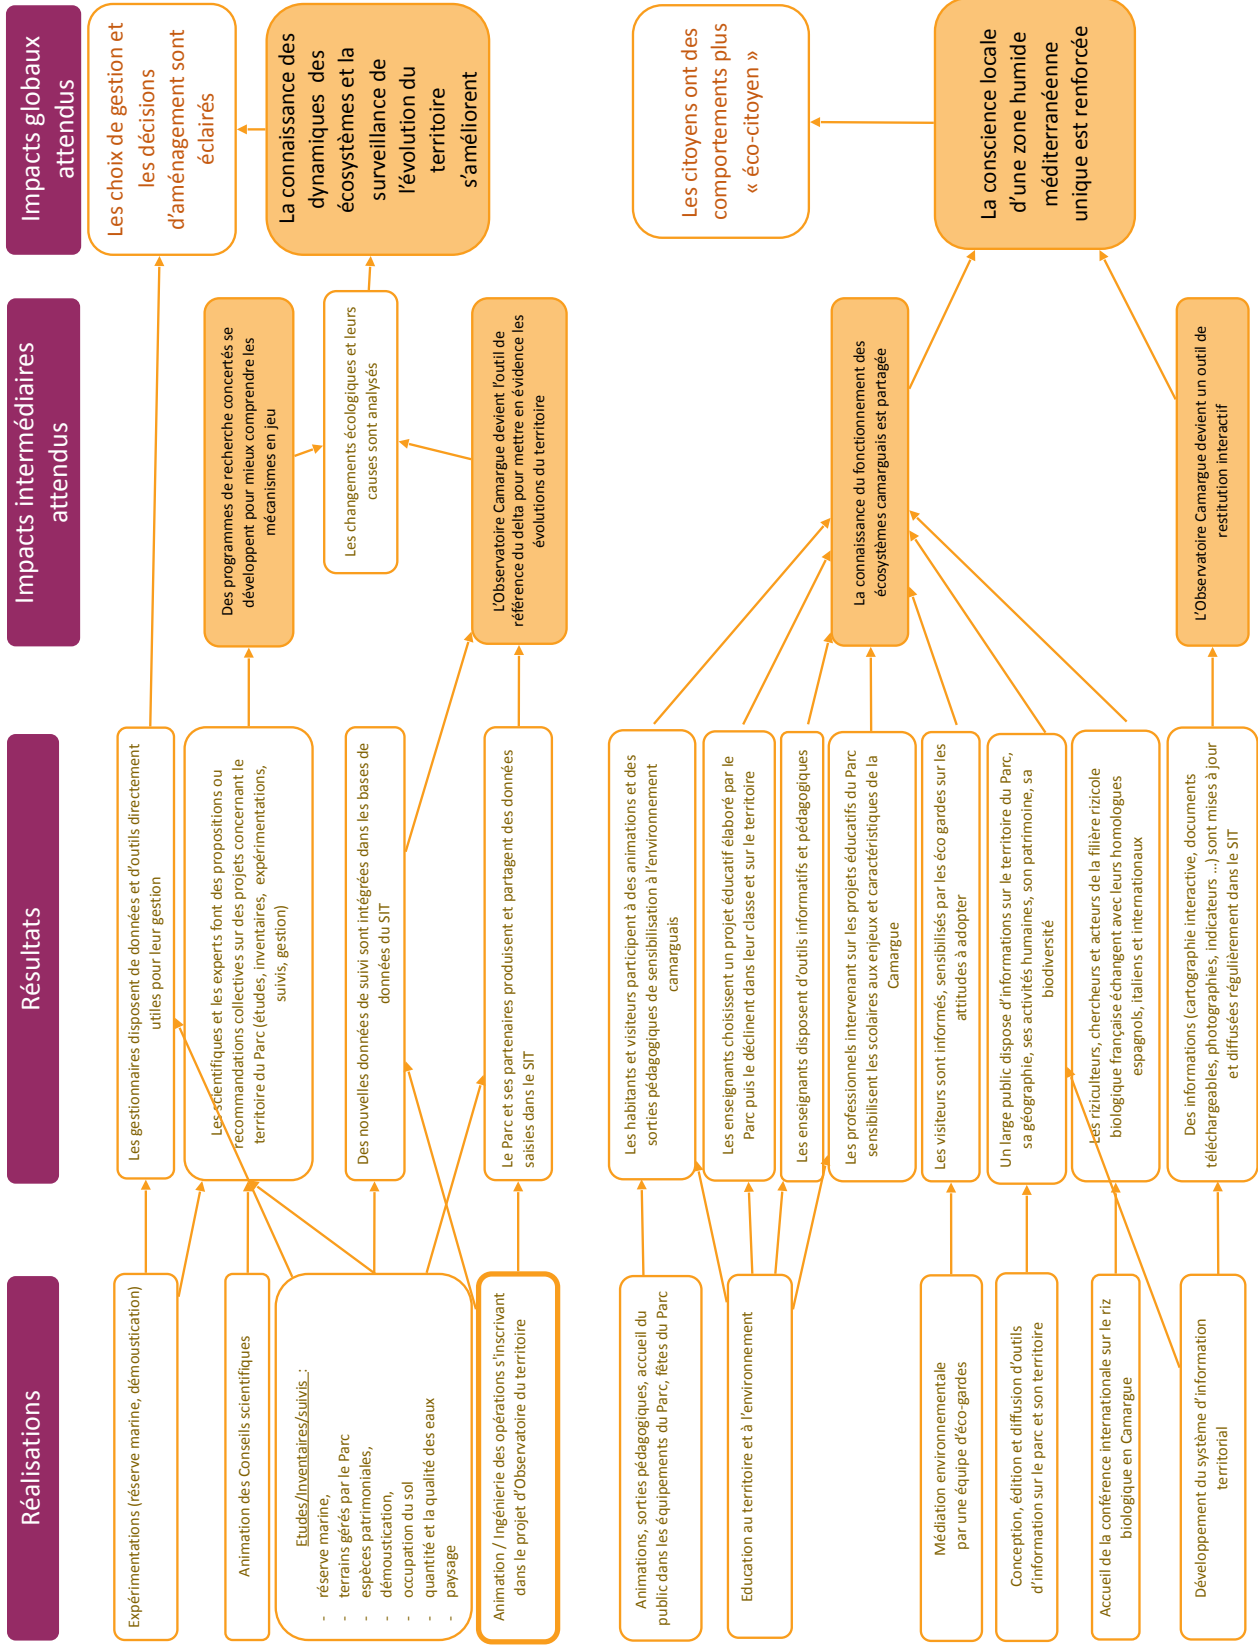 Réalisations
Expérimentations (réserve marine, démoustication)
Animation des Conseils scientifiques
Etudes/Inventaires/suivis :
- réserve marine,
- terrains gérés par le Parc
- espèces patrimoniales,
- démoustication,
- occupation du sol
- quantité et la qualité des eaux
- paysage
Animation / Ingénierie des opérations s'inscrivant
dans le projet d'Observatoire du territoire
Animations, sorties pédagogiques, accueil du
public dans les équipements du Parc, fêtes du Parc
Education au territoire et à l'environnement
Médiation environnementale
par une équipe d'éco-gardes
Conception, édition et diffusion d'outils
d'information sur le parc et son territoire
Accueil de la conférence internationale sur le riz
biologique en Camargue
Développement du système d'information
territorial
Résultats
Les gestionnaires disposent de données et d'outils directement
utiles pour leur gestion
Les scientifiques et les experts font des propositions ou
recommandations collectives sur des projets concernant le
territoire du Parc (études, inventaires, expérimentations,
suivis, gestion)
Des nouvelles données de suivi sont intégrées dans les bases de
données du SIT
Le Parc et ses partenaires produisent et partagent des données
saisies dans le SIT
Les habitants et visiteurs participent à des animations et des
sorties pédagogiques de sensibilisation à l'environnement
camarguais
Les enseignants choisissent un projet éducatif élaboré par le
Parc puis le déclinent dans leur classe et sur le territoire
Les enseignants disposent d'outils informatifs et pédagogiques
Les professionnels intervenant sur les projets éducatifs du Parc
sensibilisent les scolaires aux enjeux et caractéristiques de la
Camargue
Les visiteurs sont informés, sensibilisés par les éco gardes sur les
attitudes à adopter
Un large public dispose d'informations sur le territoire du Parc,
sa géographie, ses activités humaines, son patrimoine, sa
biodiversité
Les riziculteurs, chercheurs et acteurs de la filière rizicole
biologique française échangent avec leurs homologues
espagnols, italiens et internationaux
Des informations (cartographie interactive, documents
téléchargeables, photographies, indicateurs ...) sont mises à jour
et diffusées régulièrement dans le SIT
Impacts intermédiaires
attendus
Des programmes de recherche concertés se
développent pour mieux comprendre les
mécanismes en jeu
Les changements écologiques et leurs
causes sont analysés
L'Observatoire Camargue devient l'outil de
référence du delta pour mettre en évidence les
évolutions du territoire
La connaissance du fonctionnement des
écosystèmes camarguais est partagée
L'Observatoire Camargue devient un outil de
restitution interactif
Impacts globaux
attendus
Les choix de gestion et
les décisions
d'aménagement sont
éclairés
La connaissance des
dynamiques des
écosystèmes et la
surveillance de
l'évolution du
territoire
s'améliorent
Les citoyens ont des
comportements plus
« éco-citoyen »
La conscience locale
d'une zone humide
méditerranéenne
unique est renforcée